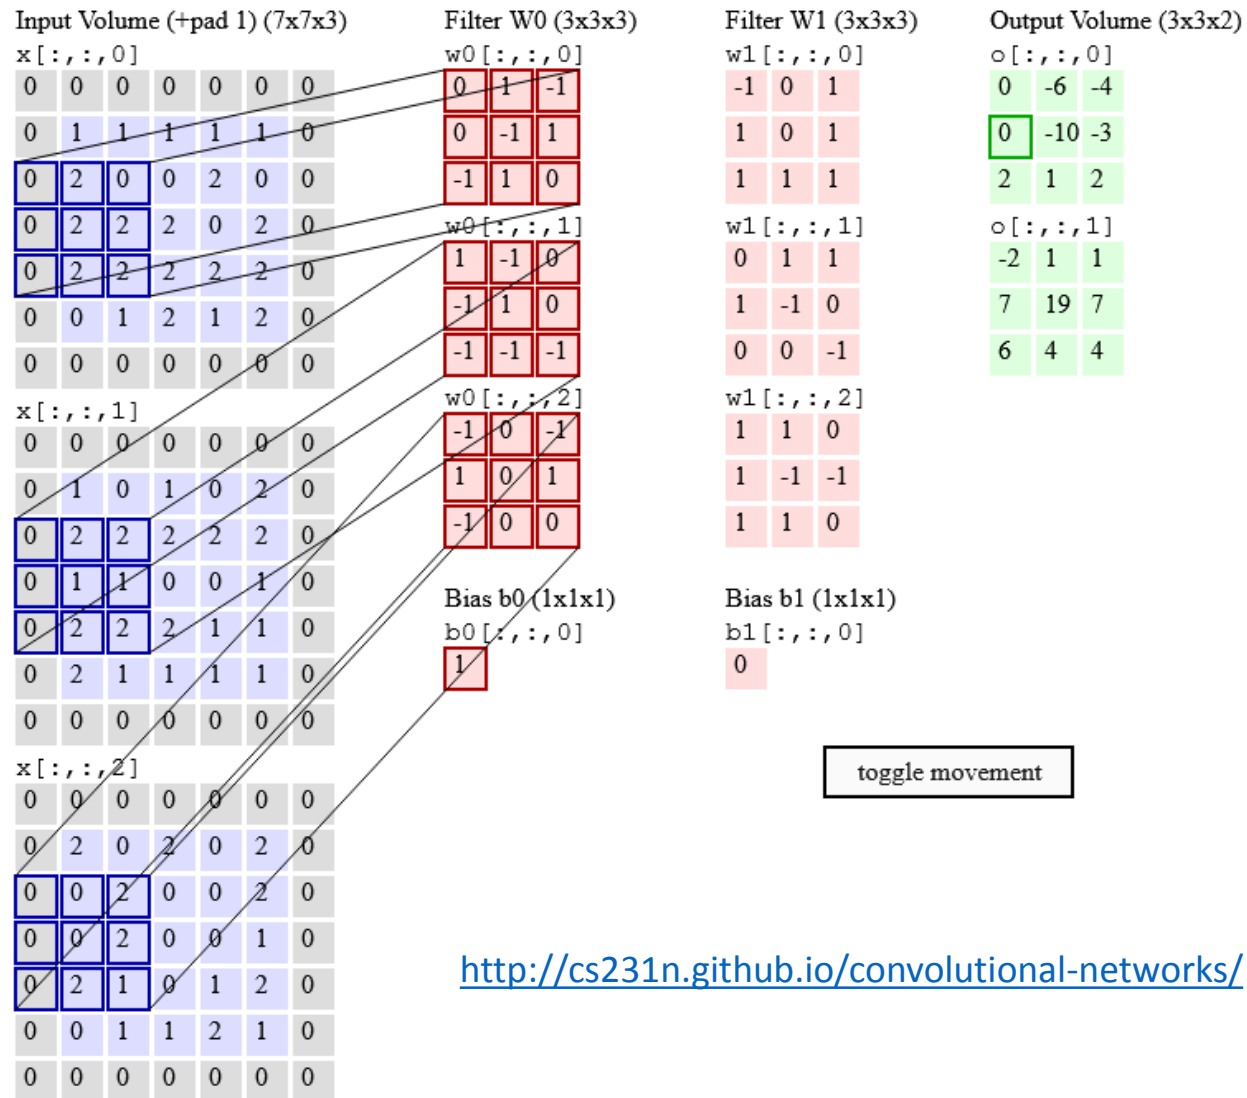 Input Volume (+pad 1) (7x7x3)
x[:,:,0]
0 0 0 0 0 0 0
0 1 1 1 1 1 0
0 2 0 0 2 0 0
0 2 2 2 0 2 0
0 2 2 2 2 2 0
0 0 1 2 1 2 0
0 0 0 0 0 0 0
x[:,:,1]
0 0 0 0 0 0 0
0 1 0 1 0 2 0
0 2 2 2 2 2 0
0 1 1 0 0 1 0
0 2 2 2 1 1 0
0 2 1 1 1 1 0
0 0 0 0 0 0 0
x[:,:,2]
0 0 0 0 0 0 0
0 2 0 2 0 2 0
0 0 2 0 0 2 0
0 0 2 0 0 1 0
0 2 1 0 1 2 0
0 0 1 1 2 1 0
0 0 0 0 0 0 0
Filter W0 (3x3x3)
w0[:,:,0]
0 1 -1
0 -1 1
-1 1 0
w0[:,:,1]
1 -1 0
-1 1 0
-1 -1 -1
w0[:,:,2]
-1 0 -1
1 0 1
-1 0 0
Bias b0 (1x1x1)
b0[:,:,0]
1
Filter W1 (3x3x3)
w1[:,:,0]
-1 0 1
1 0 1
1 1 1
w1[:,:,1]
0 1 1
1 -1 0
0 0 -1
w1[:,:,2]
1 1 0
1 -1 -1
1 1 0
Bias b1 (1x1x1)
b1[:,:,0]
0
Output Volume (3x3x2)
o[:,:,0]
0 -6 -4
0 -10 -3
2 1 2
o[:,:,1]
-2 1 1
7 19 7
6 4 4
toggle movement
http://cs231n.github.io/convolutional-networks/